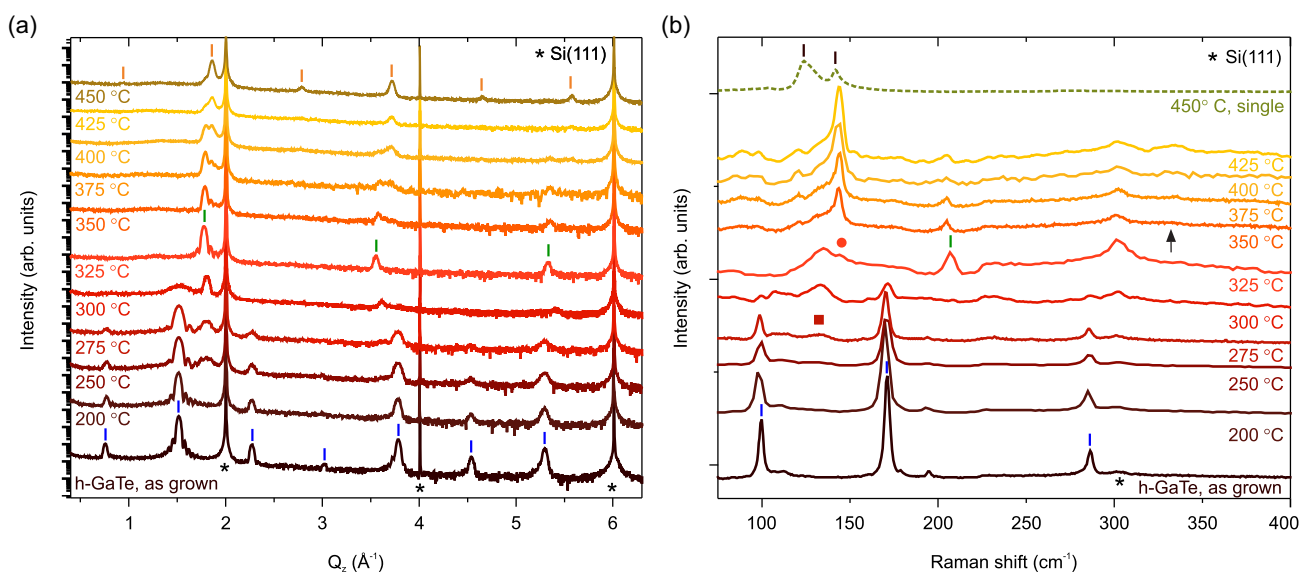 (a)
* Si(111)
450 °C
425 °C
400 °C
375 °C
350 °C
325 °C
300 °C
275 °C
250 °C
200 °C
h-GaTe, as grown
*
*
*
1 2 3 4 5 6
Qz (Å-1)
Intensity (arb. units)
(b)
* Si(111)
450° C, single
425 °C
400 °C
375 °C
350 °C
325 °C
300 °C
275 °C
250 °C
200 °C
*
h-GaTe, as grown
100 150 200 250 300 350 400
Raman shift (cm-1)
Intensity (arb. units)